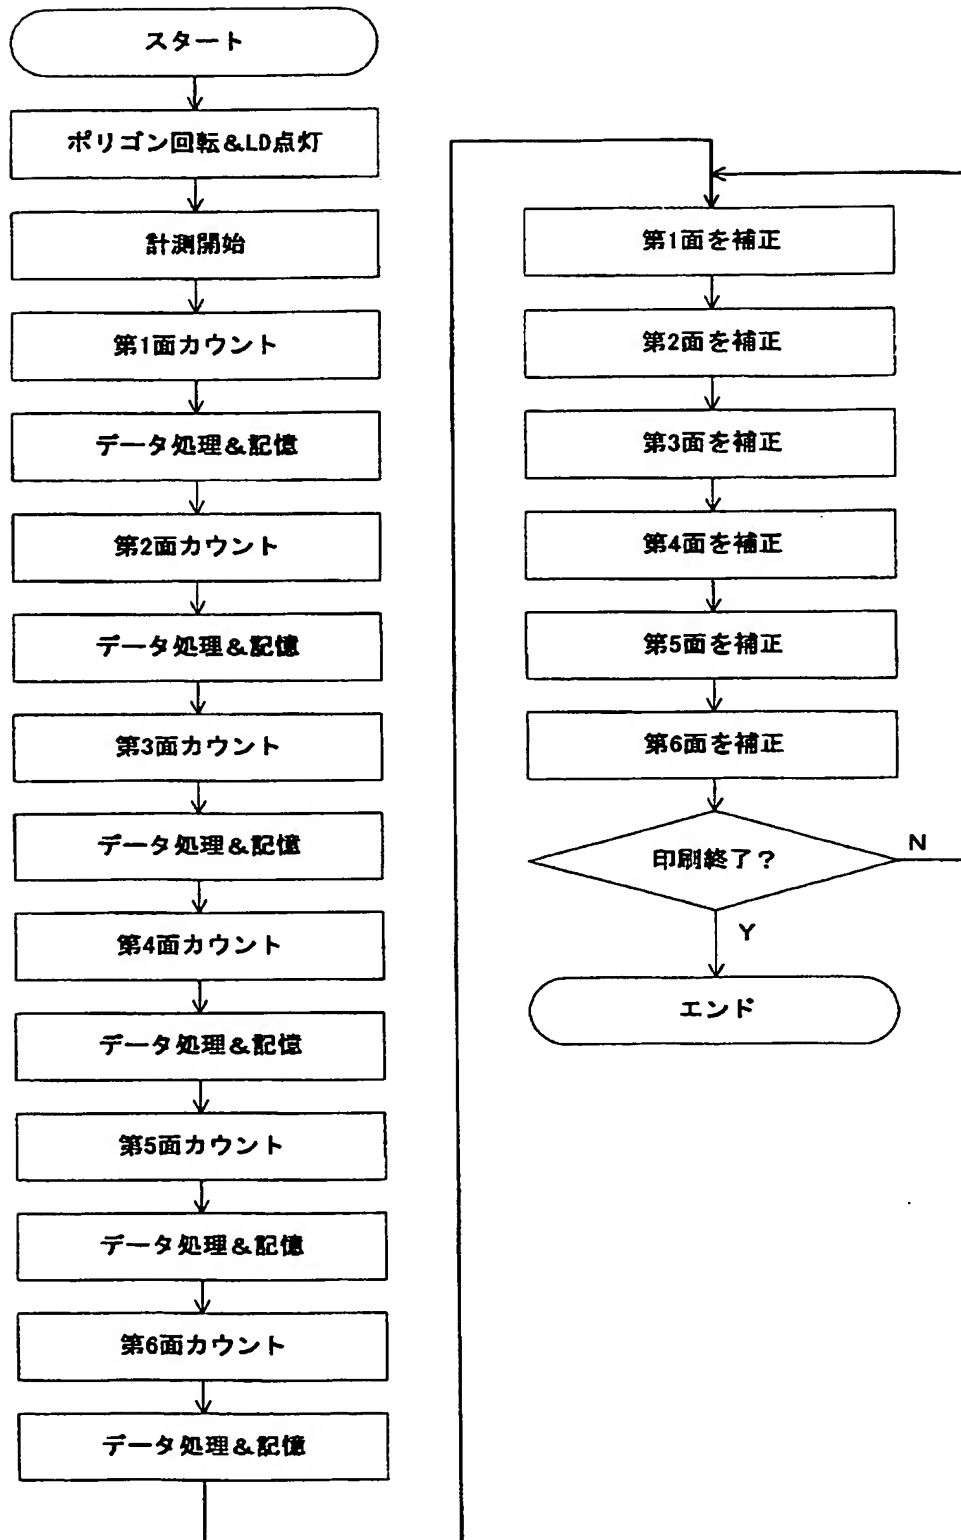 スタート
ポリゴン回転&LD点灯
計測開始
第1面カウント
データ処理&記憶
第2面カウント
データ処理&記憶
第3面カウント
データ処理&記憶
第4面カウント
データ処理&記憶
第5面カウント
データ処理&記憶
第6面カウント
データ処理&記憶
第1面を補正
第2面を補正
第3面を補正
第4面を補正
第5面を補正
第6面を補正
印刷終了？
N
Y
エンド